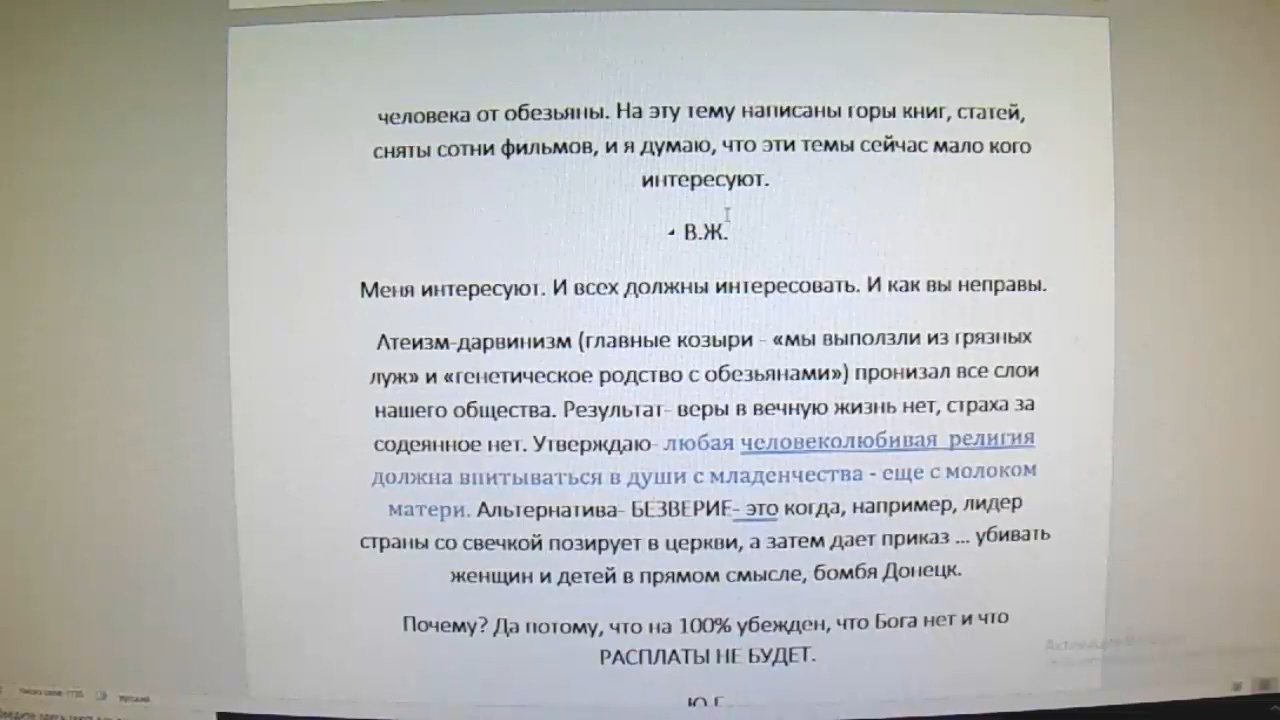 человека от обезьяны. На эту тему написаны горы книг, статей,
сняты сотни фильмов, и я думаю, что эти темы сейчас мало кого
интересуют.
В.Ж.
Меня интересуют. И всех должны интересовать. И как вы неправы.
Атеизм-дарвинизм (главные козыри - «мы выползли из грязных
луж» и «генетическое родство с обезьянами») пронизал все слои
нашего общества. Результат- веры в вечную жизнь нет, страха за
содеянное нет. Утверждаю- любая человеколюбивая религия
должна впитываться в души с младенчества - еще с молоком
матери. Альтернатива- БЕЗВЕРИЕ- это когда, например, лидер
страны со свечкой позирует в церкви, а затем дает приказ ... убивать
женщин и детей в прямом смысле, бомбя Донецк.
Почему? Да потому, что на 100% убежден, что Бога нет и что
РАСПЛАТЫ НЕ БУДЕТ.
русский